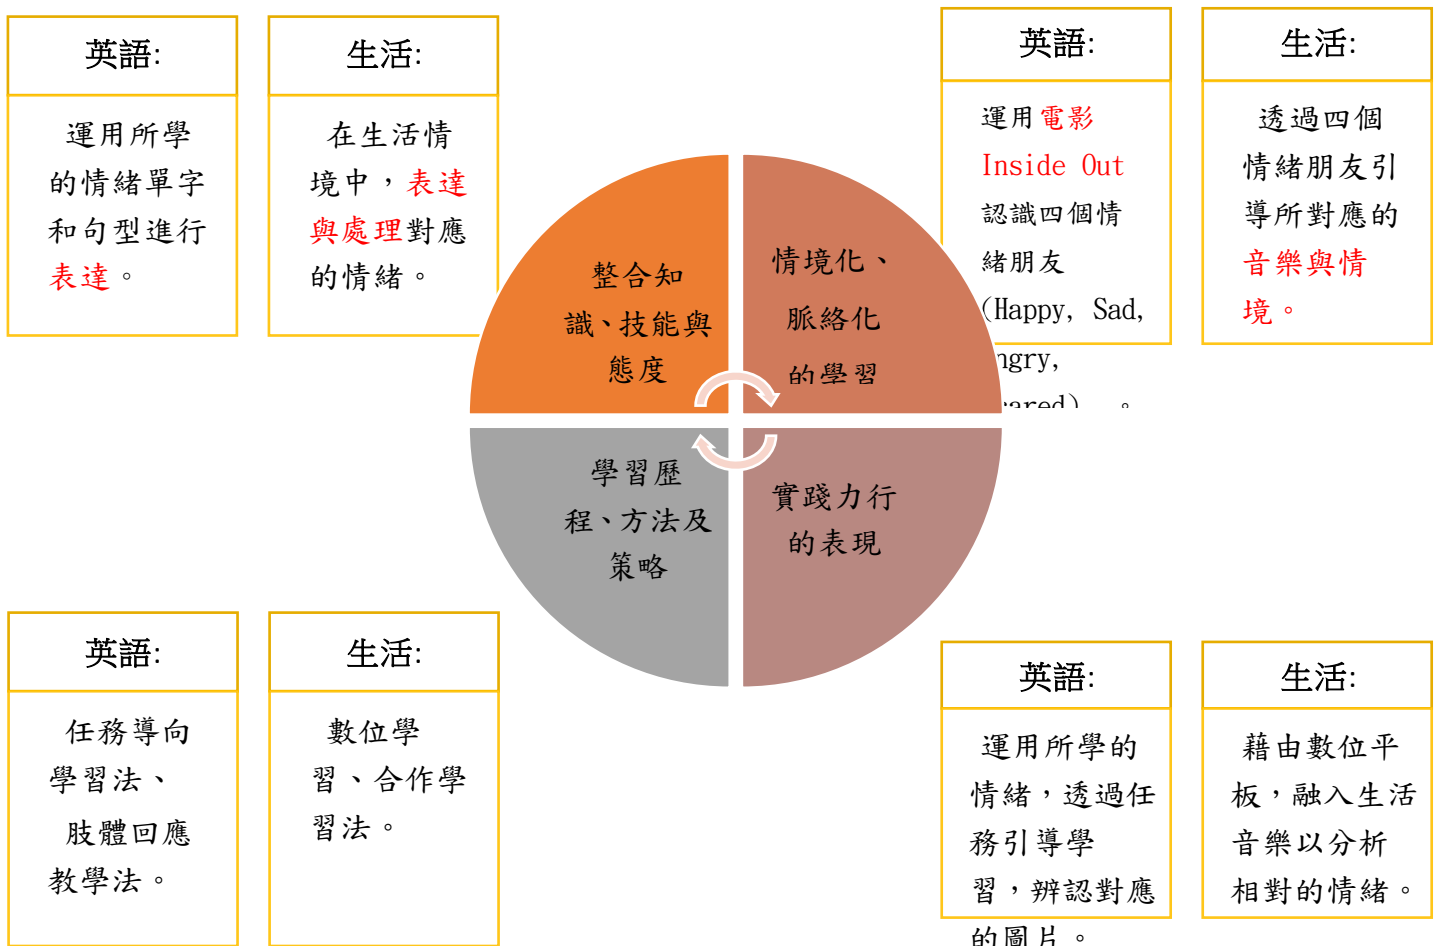 英語:
運用所學
的情緒單字
和句型進行
表達。
生活:
在生活情
境中，表達
與處理對應
的情緒。
英語:
運用電影
Inside Out
認識四個情
緒朋友
(Happy, Sad,
ngry,
ared) 。
生活:
透過四個
情緒朋友引
導所對應的
音樂與情
境。
整合知
識、技能與
態度
情境化、
脈絡化
的學習
學習歷
程、方法及
策略
實踐力行
的表現
英語:
任務導向
學習法、
肢體回應
教學法。
生活:
數位學
習、合作學
習法。
英語:
運用所學的
情緒，透過任
務引導學
習，辨認對應
的圖片。
生活:
藉由數位平
板，融入生活
音樂以分析
相對的情緒。